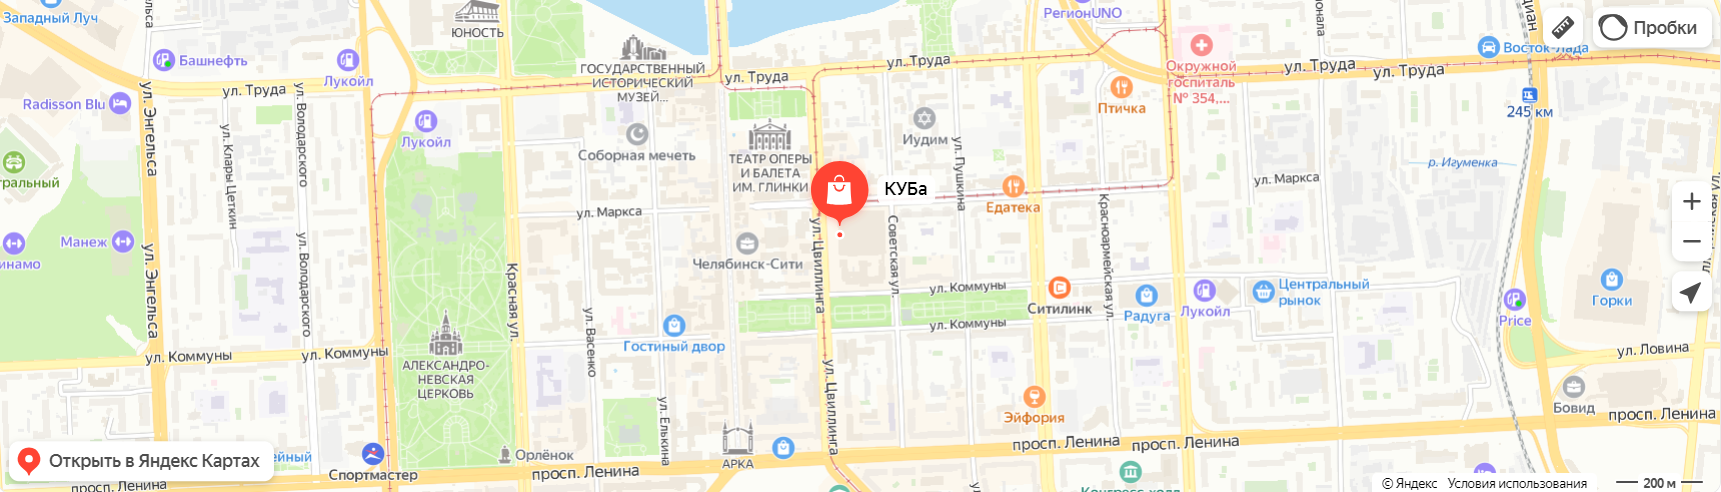 Западный Луч
ул. Энгельса
Башнефть
Лукойл
Radisson Blu
ул. Труда
ул. Володарского
ул. Клары Цеткин
ЮНОСТЬ
ГОСУДАРСТВЕННЫЙ
ИСТОРИЧЕСКИЙ
МУЗЕЙ...
ул. Труда
ул. Труда
РегионUNO
Окружной
госпиталь
№ 354,...
Птичка
Восток-Лада
Пробки
ул. Труда
ул. Труда
245 км
р. Игуменка
Лукойл
Соборная мечеть
ТЕАТР ОПЕРЫ
И БАЛЕТА
ИМ. ГЛИНКИ
Иудим
ул. Пушкина
КУБа
Едатека
ул. Маркса
ул. Маркса
Манеж
ул. Энгельса
ул. Володарского
Красная ул.
Челябинск-Сити
ул. Цвиллинга
Советская ул.
Красноармейская ул.
ул. Коммуны
Ситилинк
Радуга
Лукойл
Центральный
рынок
Горки
Price
ул. Коммуны
ул. Коммуны
ул. Коммуны
АЛЕКСАНДРО-
НЕВСКАЯ
ЦЕРКОВЬ
ул. Васенко
Гостиный двор
ул. Цвиллинга
ул. Елькина
Эйфория
ул. Ловина
Бовид
просп. Ленина
просп. Ленина
просп. Ленина
Открыть в Яндекс Картах
Спортмастер
Орлёнок
просп. Ленина
АРКА
просп. Ленина
© Яндекс Условия использования
200 м